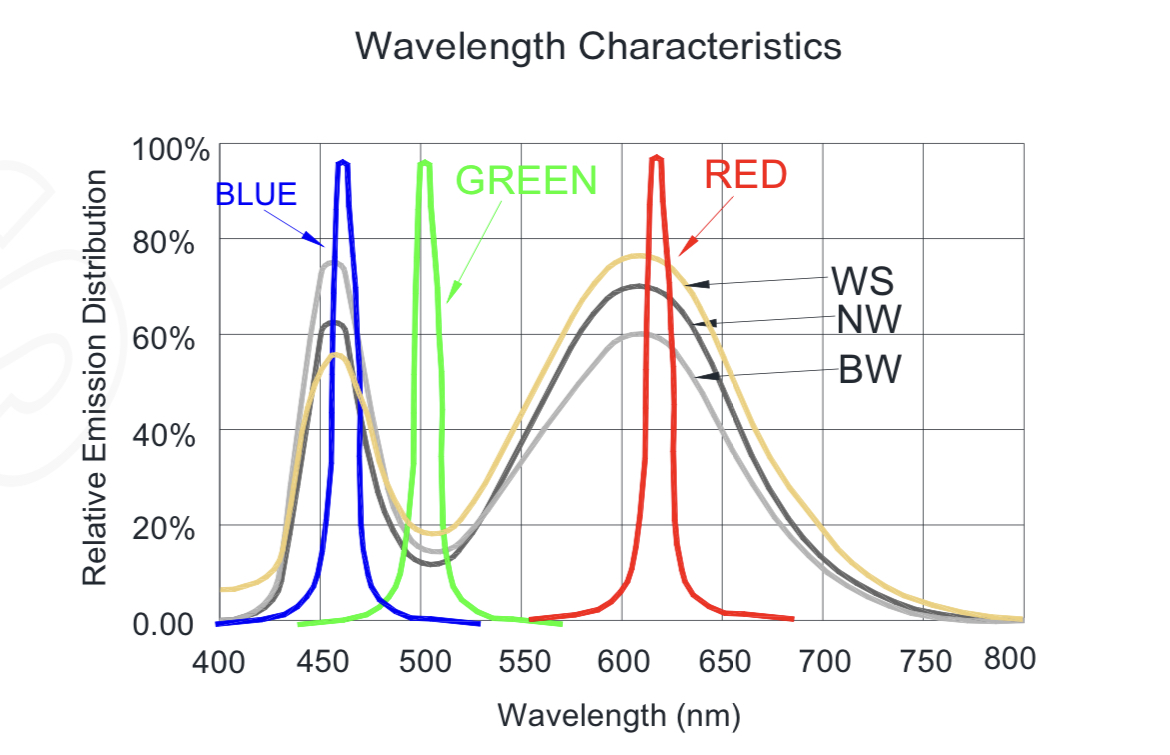 Wavelength Characteristics
Relative Emission Distribution
100%
80%
60%
40%
20%
0.00
BLUE
GREEN
RED
WS
NW
BW
400 450 500 550 600 650 700 750 800
Wavelength (nm)